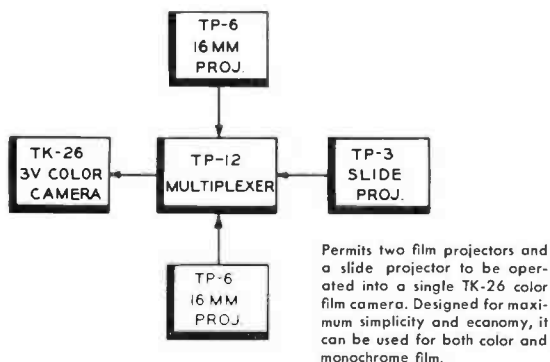 TP-6
16 MM
PROJ.
TK-26
3V COLOR
CAMERA
TP-12
MULTIPLEXER
TP-3
SLIDE
PROJ.
TP-6
16 MM
PROJ.
Permits two film projectors and
a slide projector to be oper-
ated into a single TK-26 color
film camera. Designed for maxi-
mum simplicity and economy, it
can be used for both color and
monochrome film.